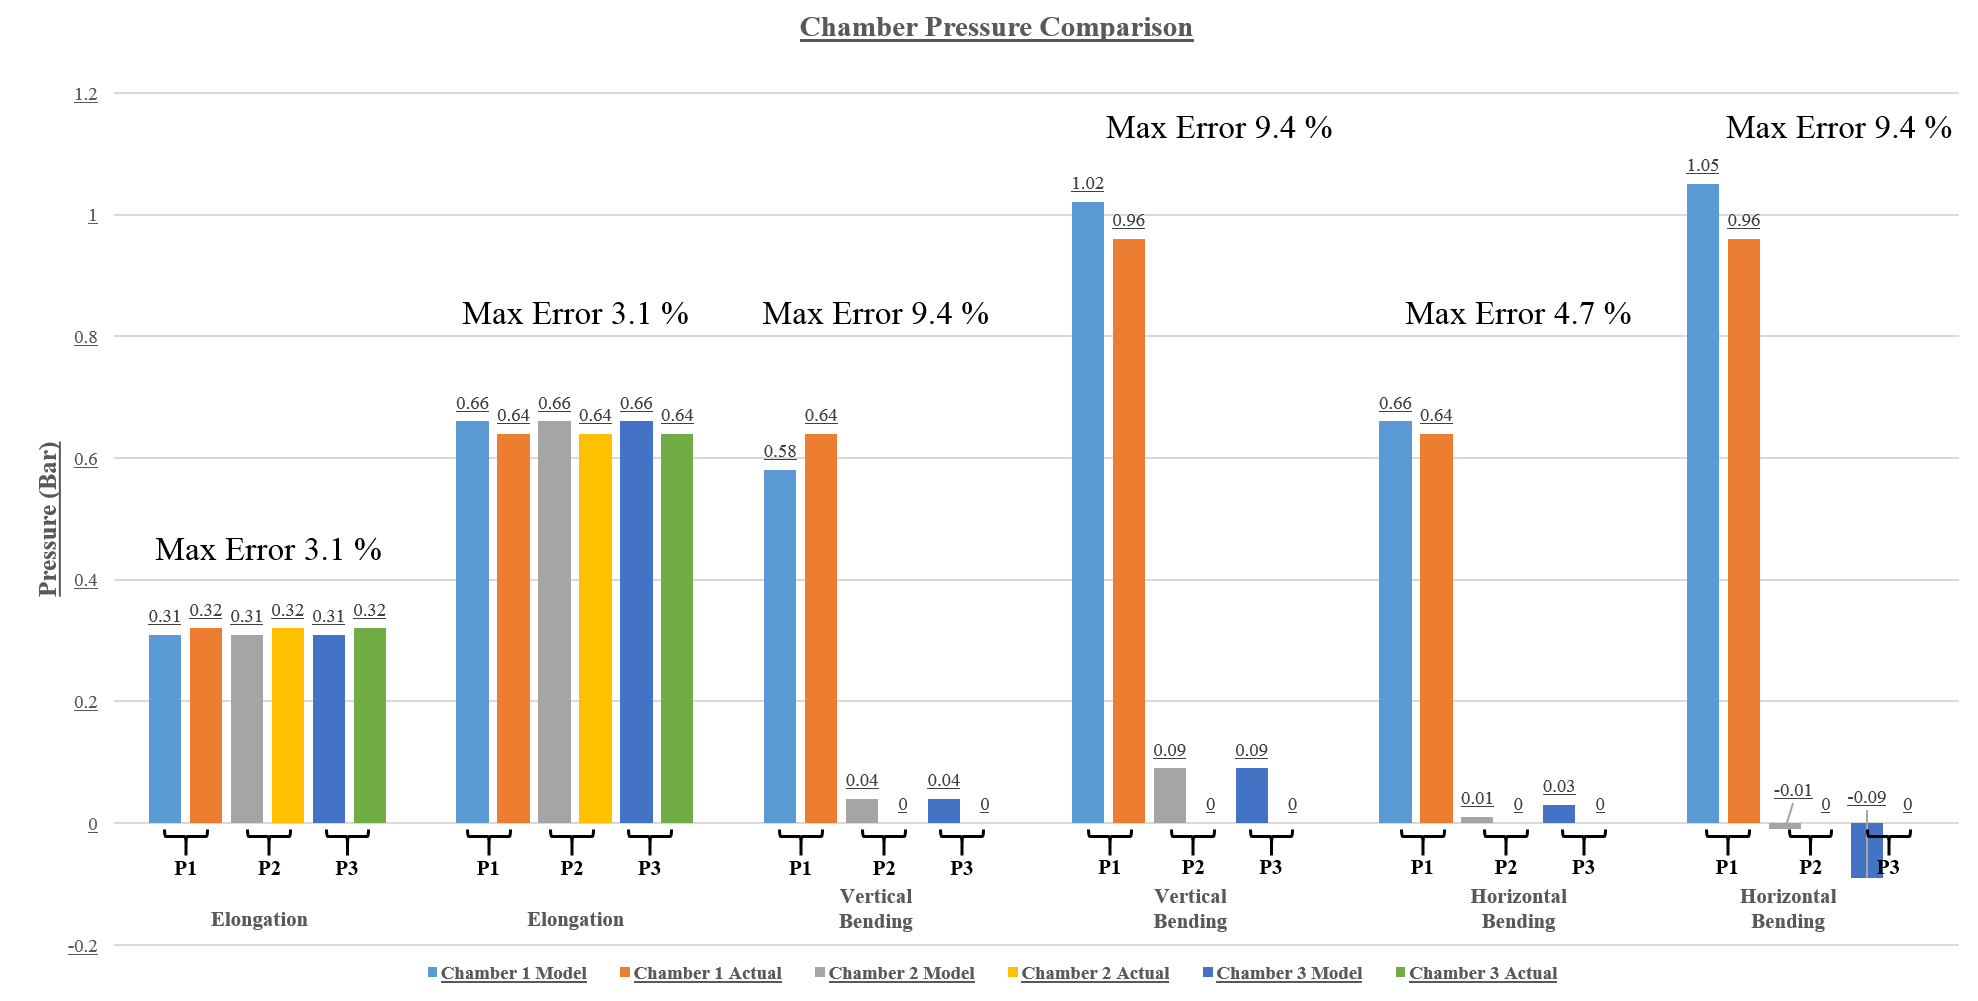 Chamber Pressure Comparison
Pressure (Bar)
1.2
1
0.8
0.6
0.4
0.2
0
-0.2
Max Error 3.1 %
0.31 0.32 0.31 0.32 0.31 0.32
P1 P2 P3
Elongation
Max Error 3.1 %
0.66 0.64 0.66 0.64 0.66 0.64
P1 P2 P3
Elongation
Max Error 9.4 %
0.58 0.64 0.04 0 0.04 0
P1 P2 P3
Vertical
Bending
Max Error 9.4 %
1.02 0.96 0.09 0 0.09 0
P1 P2 P3
Vertical
Bending
Max Error 4.7 %
0.66 0.64 0.01 0 0.03 0
P1 P2 P3
Horizontal
Bending
Max Error 9.4 %
1.05 0.96 -0.01 0 -0.09 0
P1 P2 P3
Horizontal
Bending
Chamber 1 Model Chamber 1 Actual Chamber 2 Model Chamber 2 Actual Chamber 3 Model Chamber 3 Actual